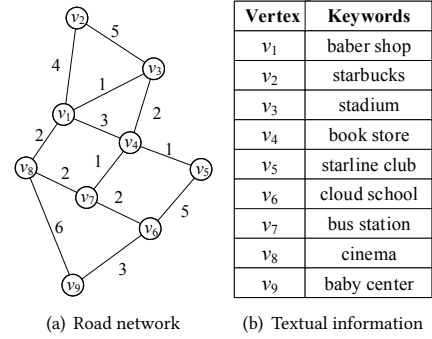 v2
5
v3
4
1
v1
3
2
2
v4
1
1
v8
2
v5
v7
2
5
6
v6
3
v9
(a) Road network
Vertex Keywords
v1 baber shop
v2 starbucks
v3 stadium
v4 book store
v5 starline club
v6 cloud school
v7 bus station
v8 cinema
v9 baby center
(b) Textual information